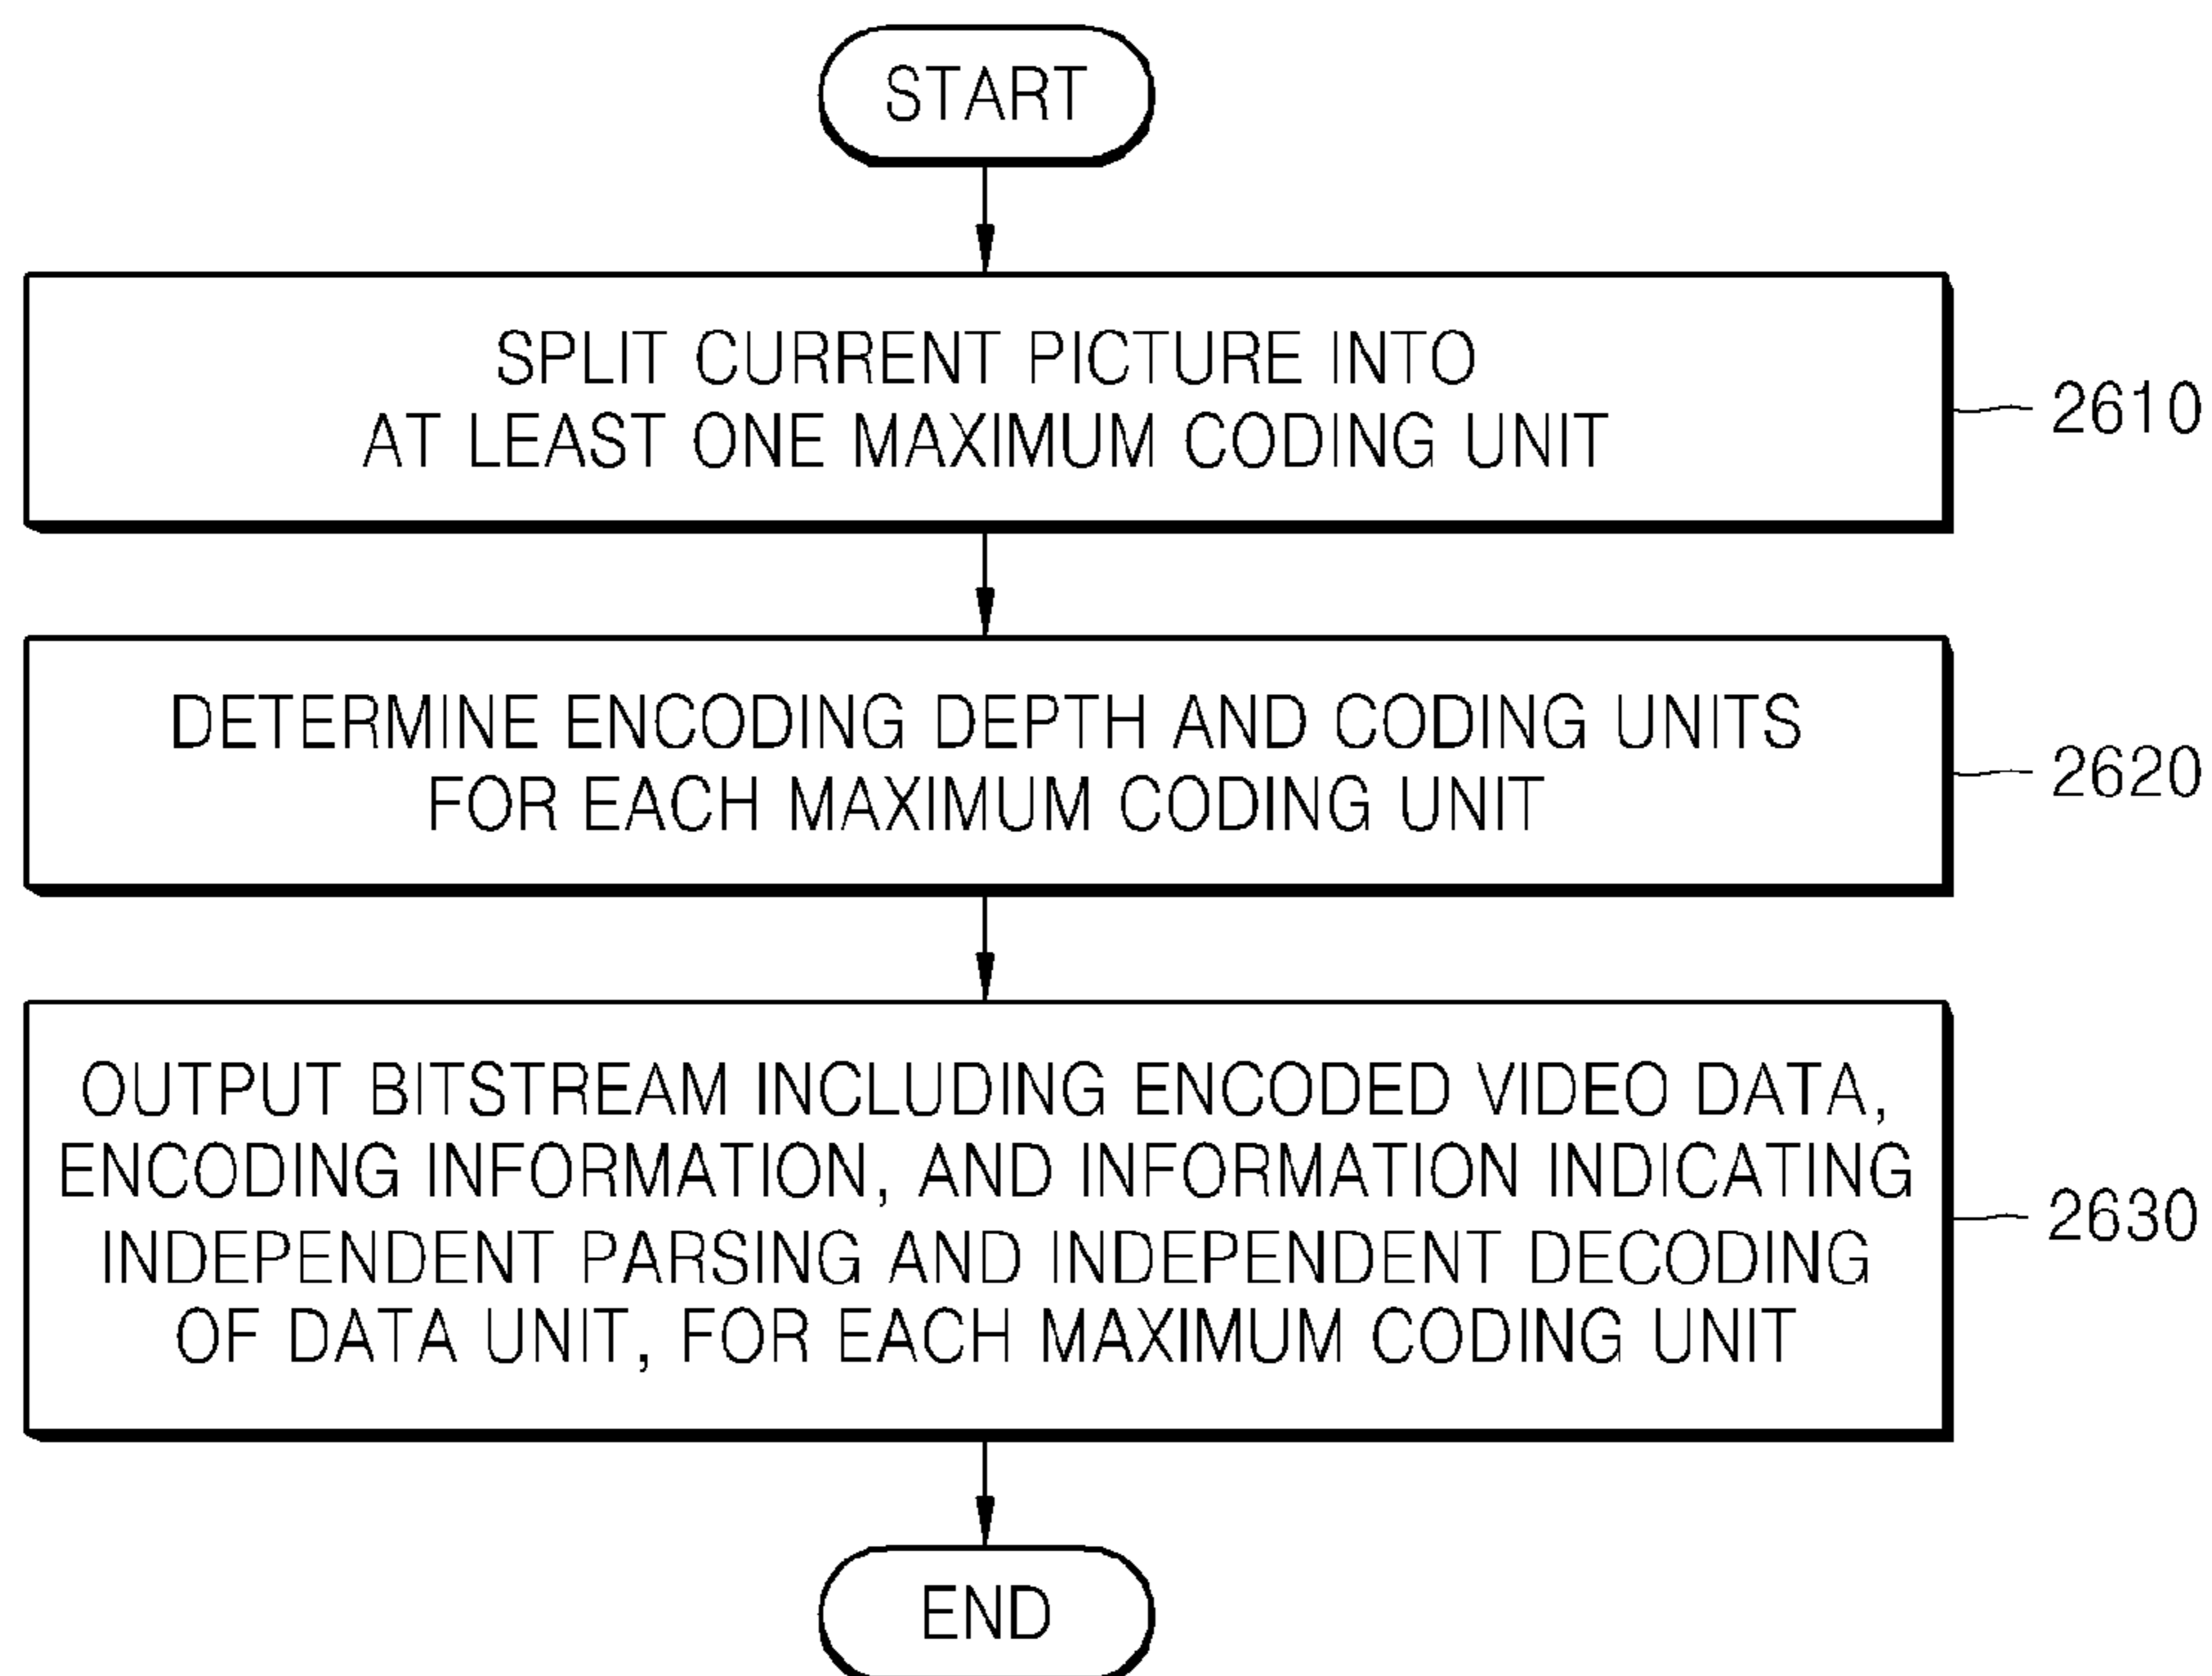 START
SPLIT CURRENT PICTURE INTO
AT LEAST ONE MAXIMUM CODING UNIT
2610
DETERMINE ENCODING DEPTH AND CODING UNITS
FOR EACH MAXIMUM CODING UNIT
2620
OUTPUT BITSTREAM INCLUDING ENCODED VIDEO DATA,
ENCODING INFORMATION, AND INFORMATION INDICATING
INDEPENDENT PARSING AND INDEPENDENT DECODING
OF DATA UNIT, FOR EACH MAXIMUM CODING UNIT
2630
END